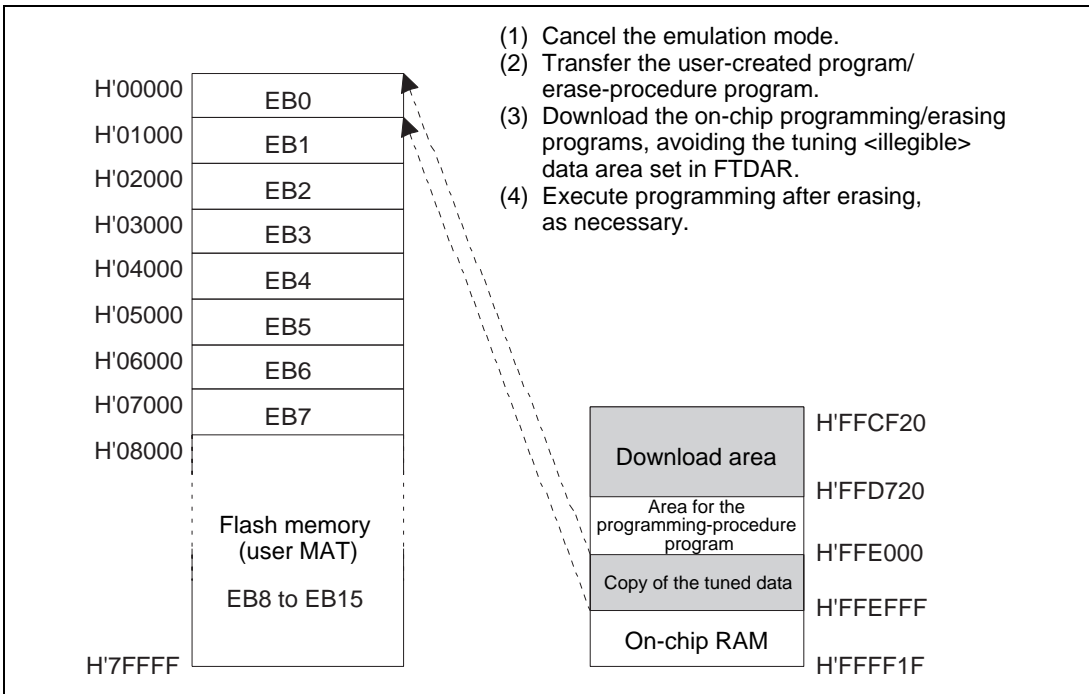 (1) Cancel the emulation mode.
(2) Transfer the user-created program/
erase-procedure program.
(3) Download the on-chip programming/erasing
programs, avoiding the tuning <illegible>
data area set in FTDAR.
(4) Execute programming after erasing,
as necessary.
H'00000
EB0
H'01000
EB1
H'02000
EB2
H'03000
EB3
H'04000
EB4
H'05000
EB5
H'06000
EB6
H'07000
EB7
H'08000
Flash memory
(user MAT)
EB8 to EB15
H'7FFFF
H'FFCF20
Download area
H'FFD720
Area for the
programming-procedure
program
H'FFE000
Copy of the tuned data
H'FFEFFF
On-chip RAM
H'FFFF1F